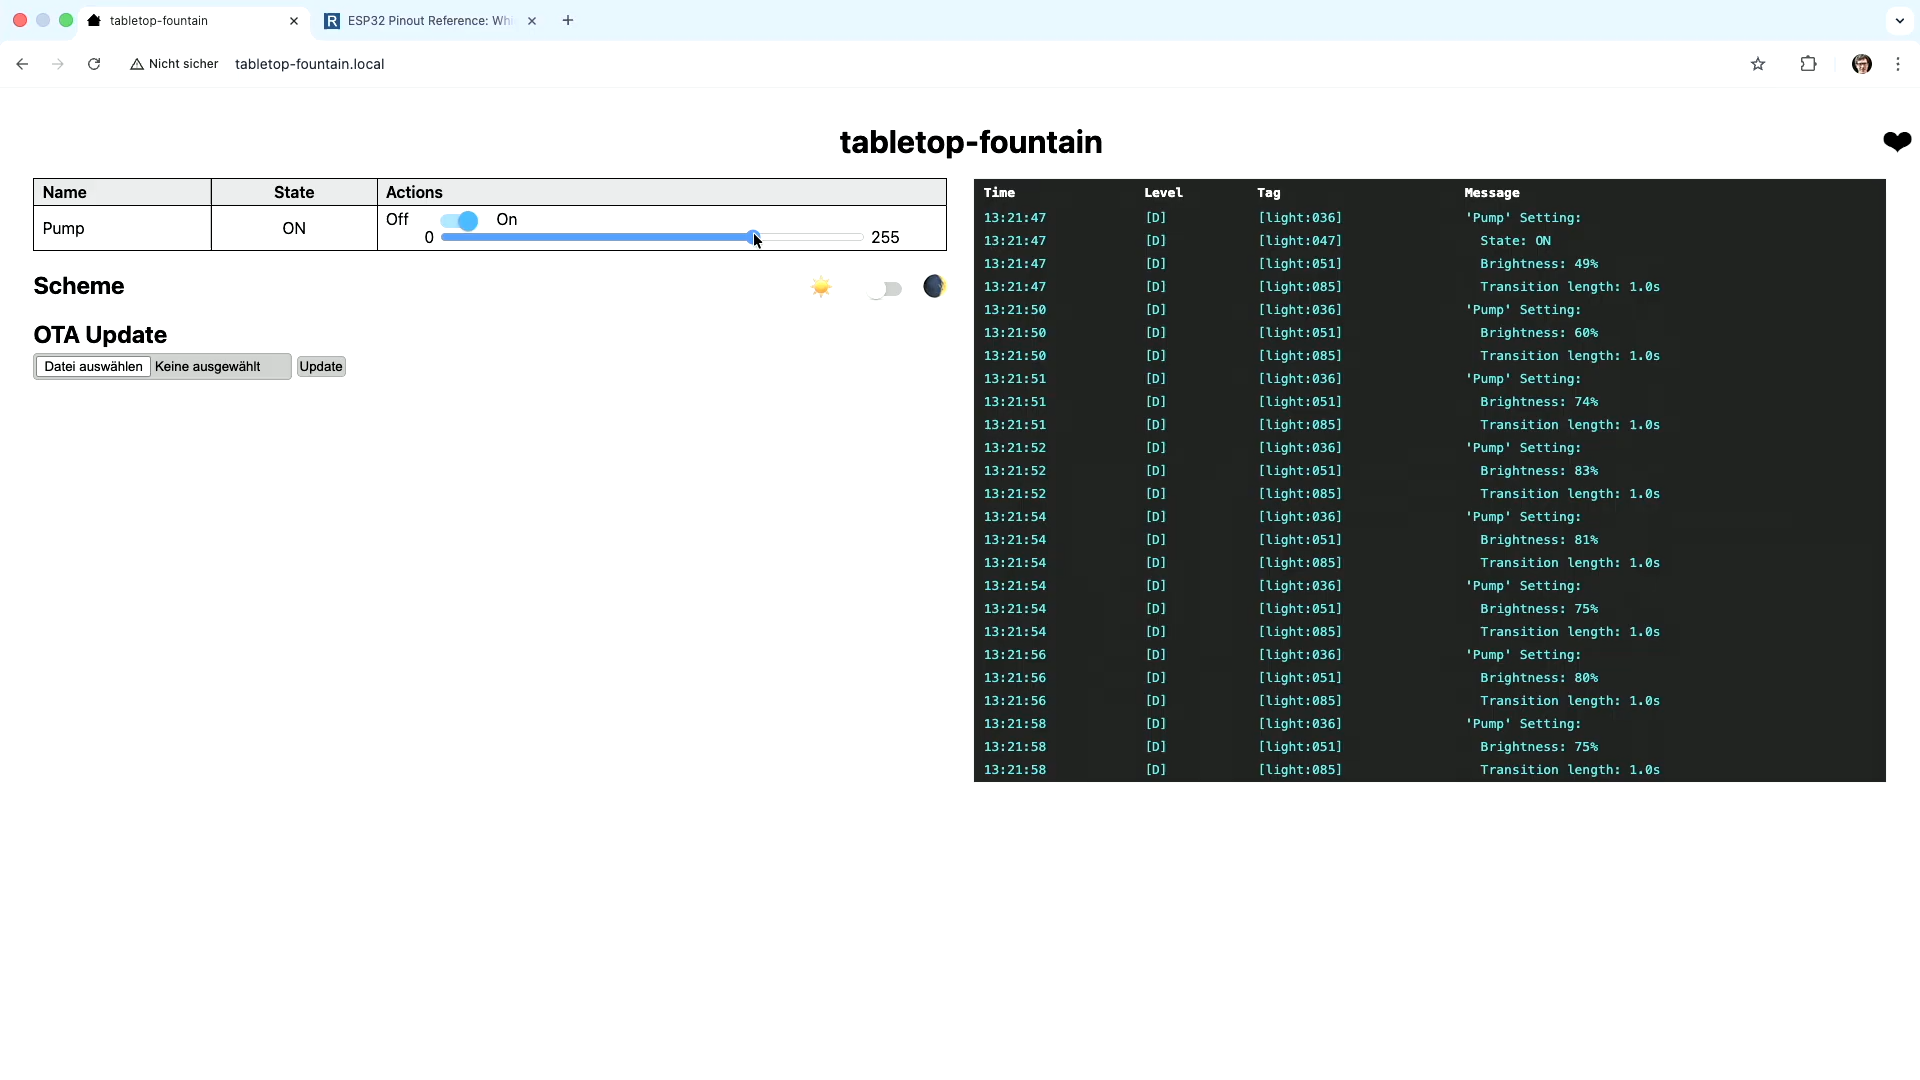 tabletop-fountain
ESP32 Pinout Reference: Wh
Nicht sicher
tabletop-fountain.local
tabletop-fountain
Name State Actions
Pump ON Off On
0 255
Scheme
OTA Update
Datei auswählen Keine ausgewählt Update
Time Level Tag Message
13:21:47 [D] [light:036] 'Pump' Setting:
13:21:47 [D] [light:047] State: ON
13:21:47 [D] [light:051] Brightness: 49%
13:21:47 [D] [light:085] Transition length: 1.0s
13:21:50 [D] [light:036] 'Pump' Setting:
13:21:50 [D] [light:051] Brightness: 60%
13:21:50 [D] [light:085] Transition length: 1.0s
13:21:51 [D] [light:036] 'Pump' Setting:
13:21:51 [D] [light:051] Brightness: 74%
13:21:51 [D] [light:085] Transition length: 1.0s
13:21:52 [D] [light:036] 'Pump' Setting:
13:21:52 [D] [light:051] Brightness: 83%
13:21:52 [D] [light:085] Transition length: 1.0s
13:21:54 [D] [light:036] 'Pump' Setting:
13:21:54 [D] [light:051] Brightness: 81%
13:21:54 [D] [light:085] Transition length: 1.0s
13:21:54 [D] [light:036] 'Pump' Setting:
13:21:54 [D] [light:051] Brightness: 75%
13:21:54 [D] [light:085] Transition length: 1.0s
13:21:56 [D] [light:036] 'Pump' Setting:
13:21:56 [D] [light:051] Brightness: 80%
13:21:56 [D] [light:085] Transition length: 1.0s
13:21:58 [D] [light:036] 'Pump' Setting:
13:21:58 [D] [light:051] Brightness: 75%
13:21:58 [D] [light:085] Transition length: 1.0s